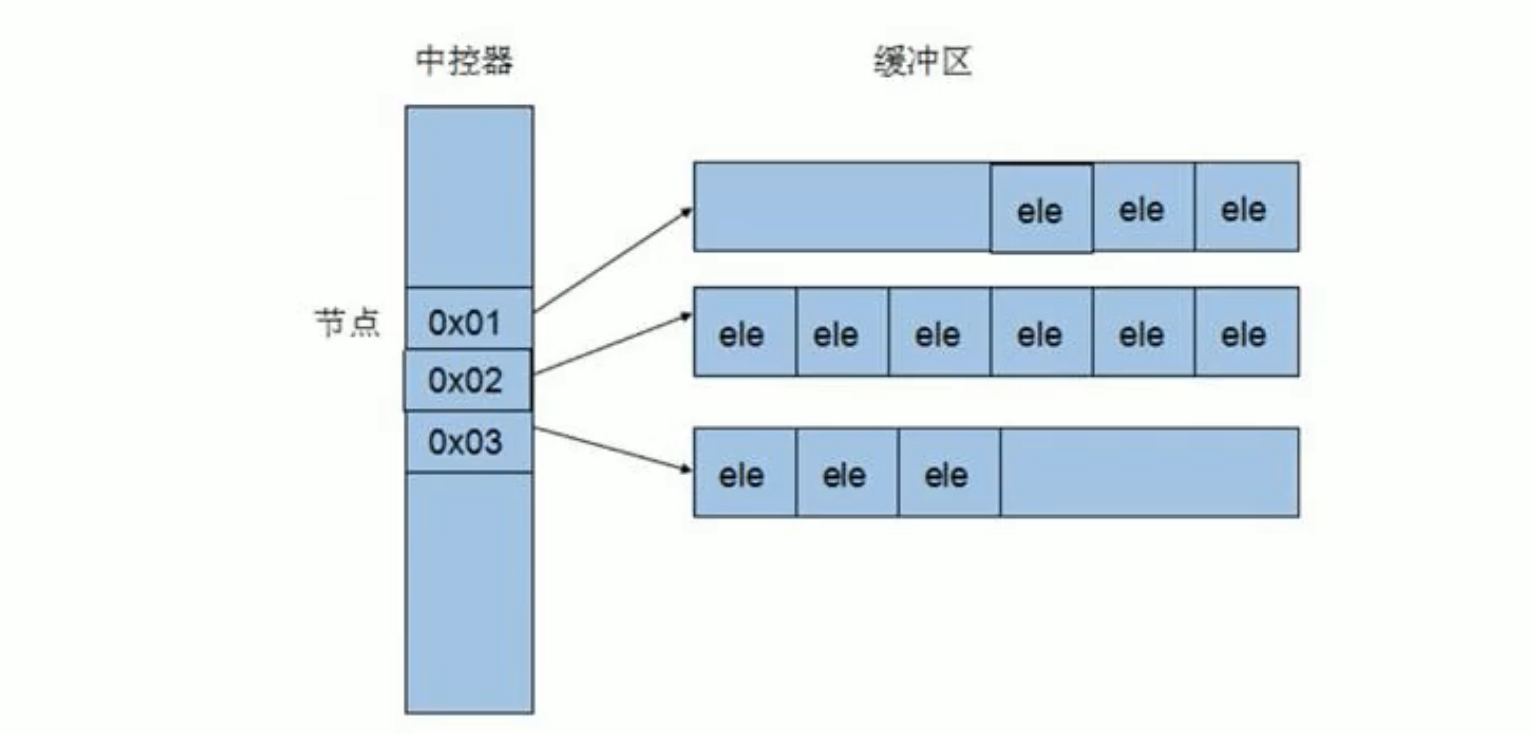 中控器
缓冲区
ele ele ele
节点
0x01
ele ele ele ele ele ele
0x02
0x03
ele ele ele